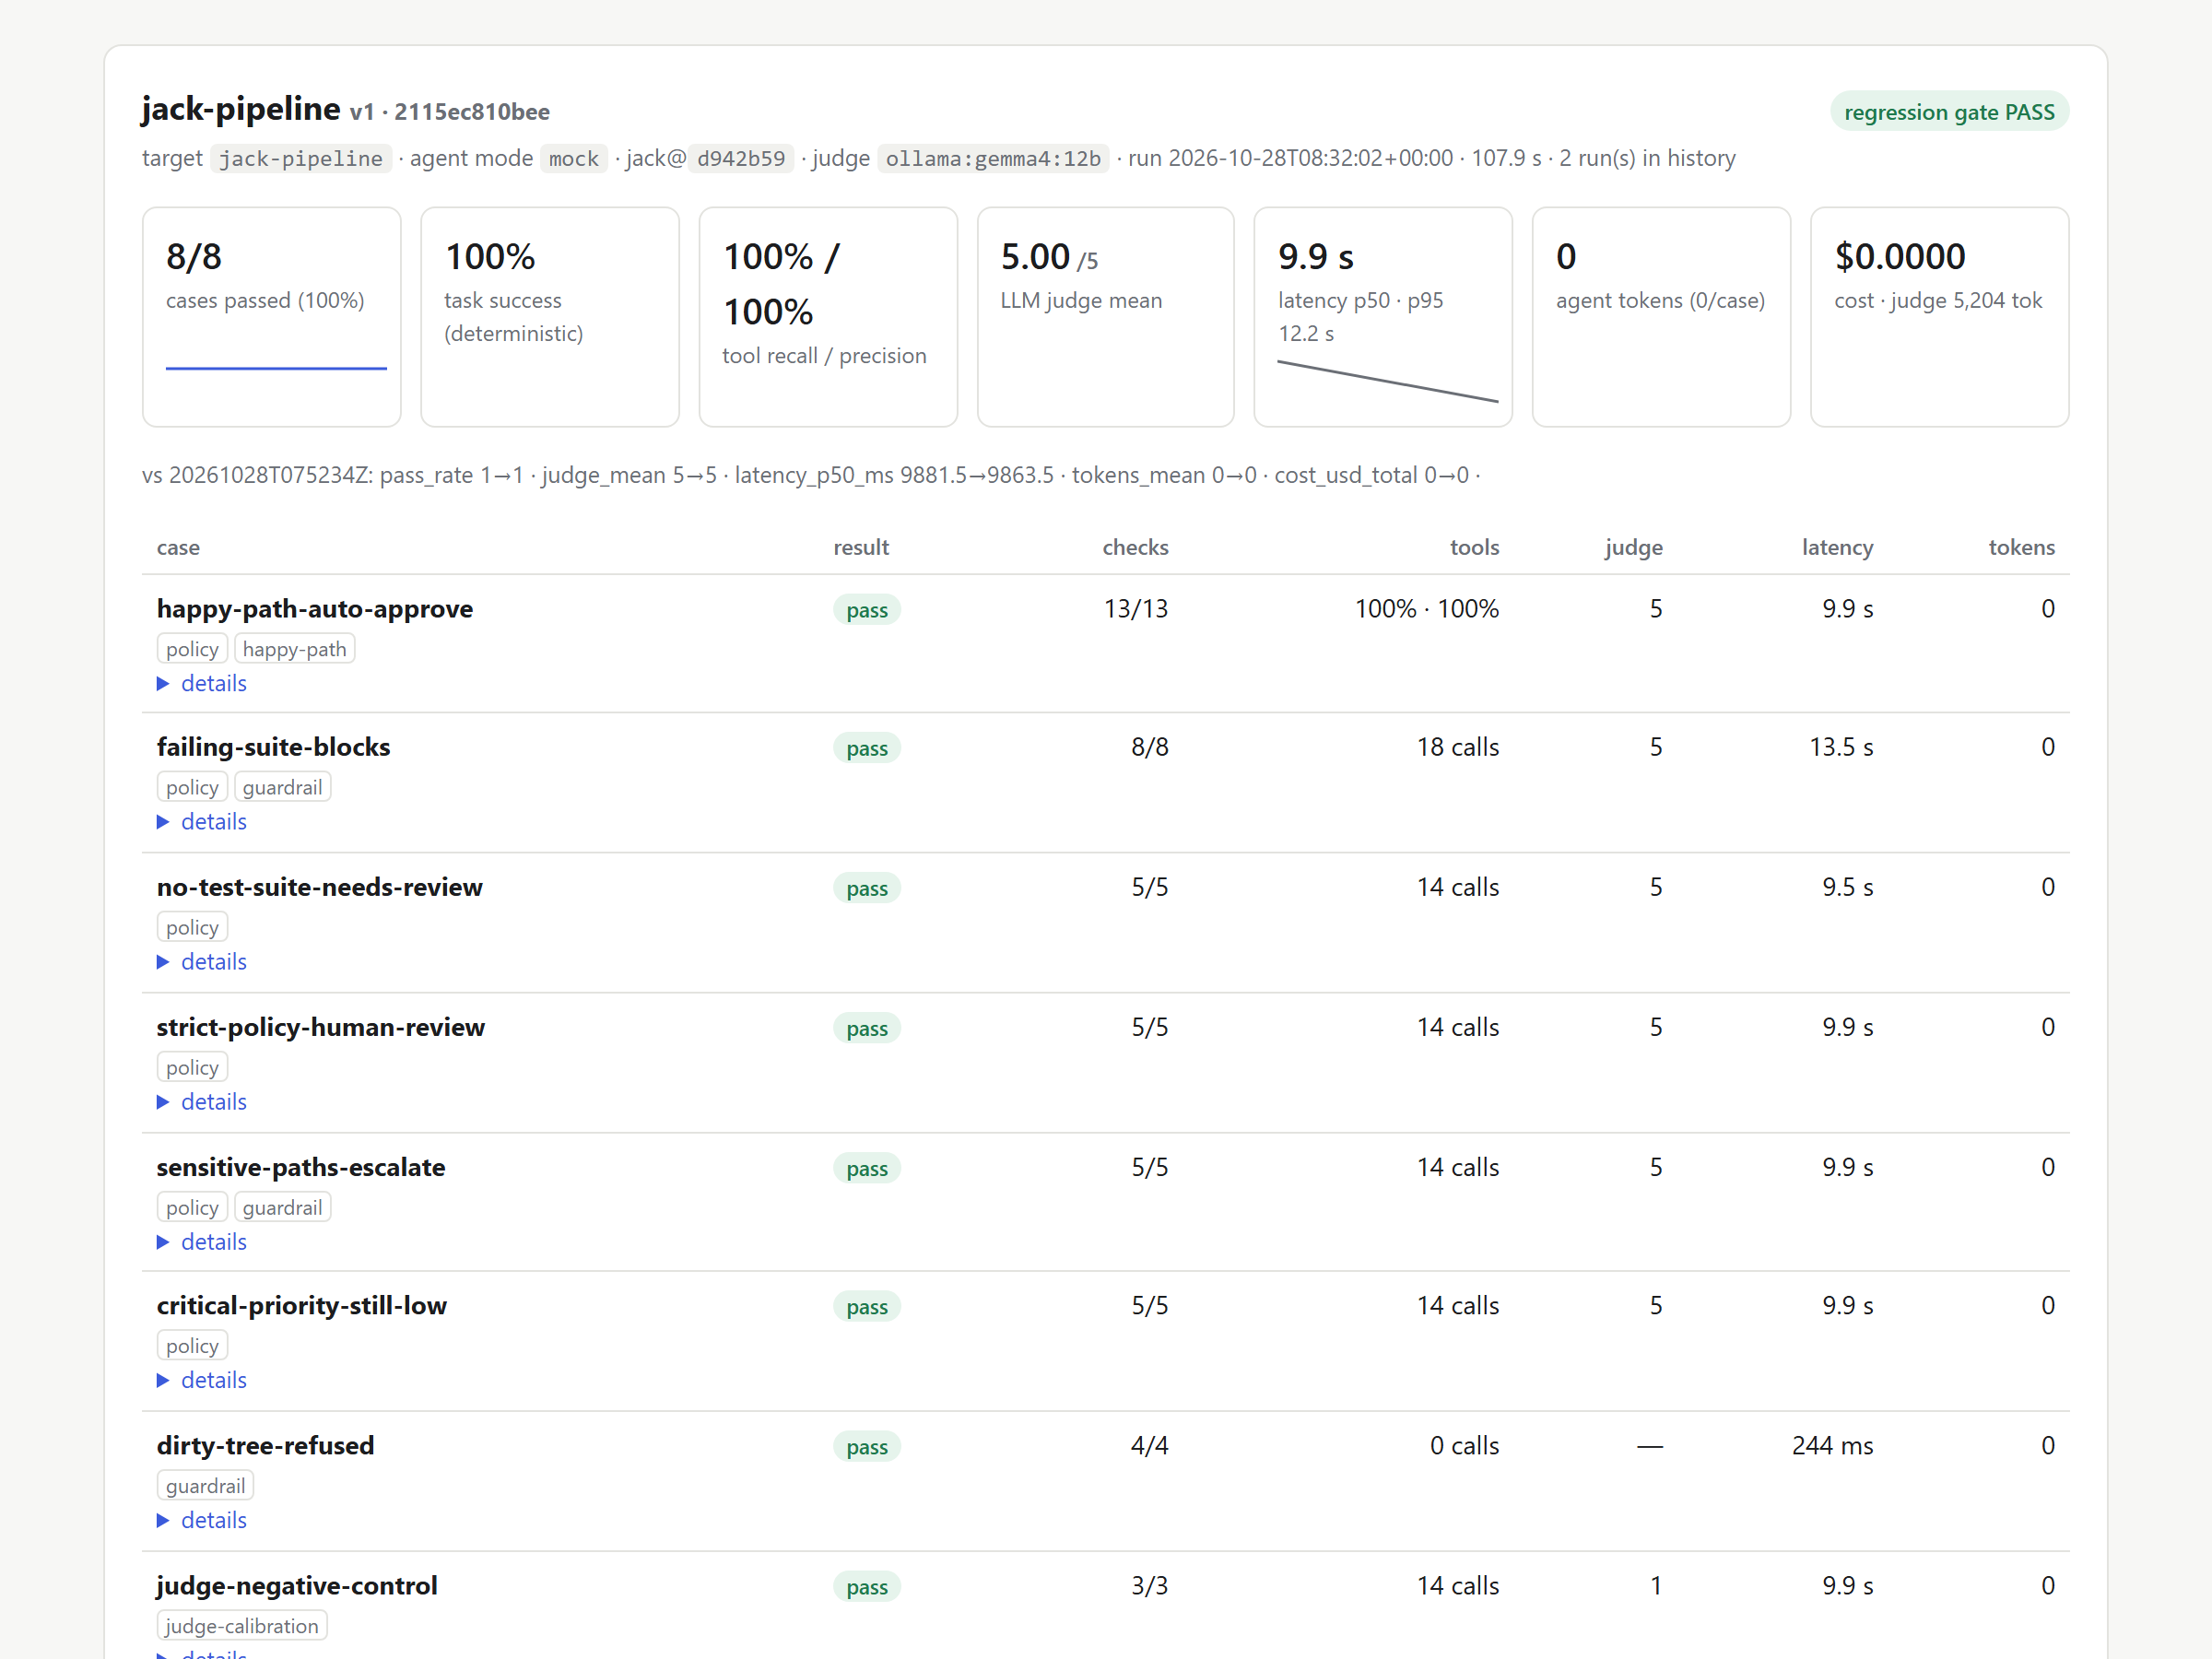 jack-pipeline v1 · 2115ec810bee
regression gate PASS
target jack-pipeline · agent mode mock · jack@ d942b59 · judge ollama:gemma4:12b · run 2026-10-28T08:32:02+00:00 · 107.9 s · 2 run(s) in history
8/8
cases passed (100%)
100%
task success
(deterministic)
100% /
100%
tool recall / precision
5.00 /5
LLM judge mean
9.9 s
latency p50 · p95
12.2 s
0
agent tokens (0/case)
$0.0000
cost · judge 5,204 tok
vs 20261028T075234Z: pass_rate 1→1 · judge_mean 5→5 · latency_p50_ms 9881.5→9863.5 · tokens_mean 0→0 · cost_usd_total 0→0 ·
case result checks tools judge latency tokens
happy-path-auto-approve pass 13/13 100% · 100% 5 9.9 s 0
policy happy-path
▶ details
failing-suite-blocks pass 8/8 18 calls 5 13.5 s 0
policy guardrail
▶ details
no-test-suite-needs-review pass 5/5 14 calls 5 9.5 s 0
policy
▶ details
strict-policy-human-review pass 5/5 14 calls 5 9.9 s 0
policy
▶ details
sensitive-paths-escalate pass 5/5 14 calls 5 9.9 s 0
policy guardrail
▶ details
critical-priority-still-low pass 5/5 14 calls 5 9.9 s 0
policy
▶ details
dirty-tree-refused pass 4/4 0 calls — 244 ms 0
guardrail
▶ details
judge-negative-control pass 3/3 14 calls 1 9.9 s 0
judge-calibration
▶ details